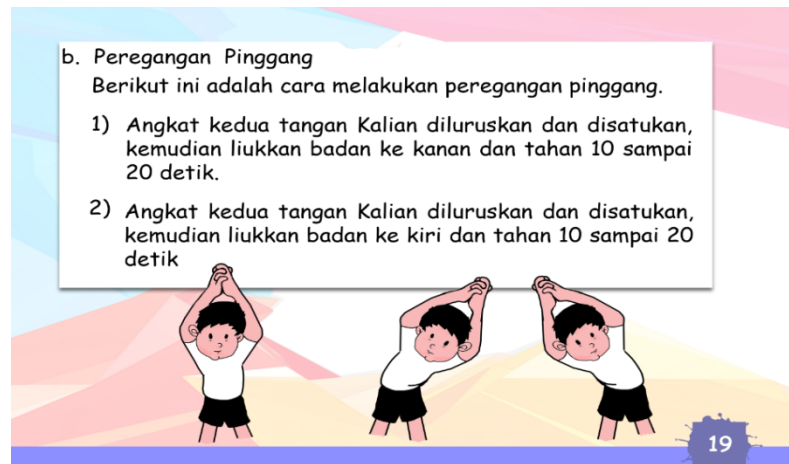 b. Peregangan Pinggang
Berikut ini adalah cara melakukan peregangan pinggang.
1) Angkat kedua tangan Kalian diluruskan dan disatukan,
kemudian liukkan badan ke kanan dan tahan 10 sampai
20 detik.
2) Angkat kedua tangan Kalian diluruskan dan disatukan,
kemudian liukkan badan ke kiri dan tahan 10 sampai 20
detik
19